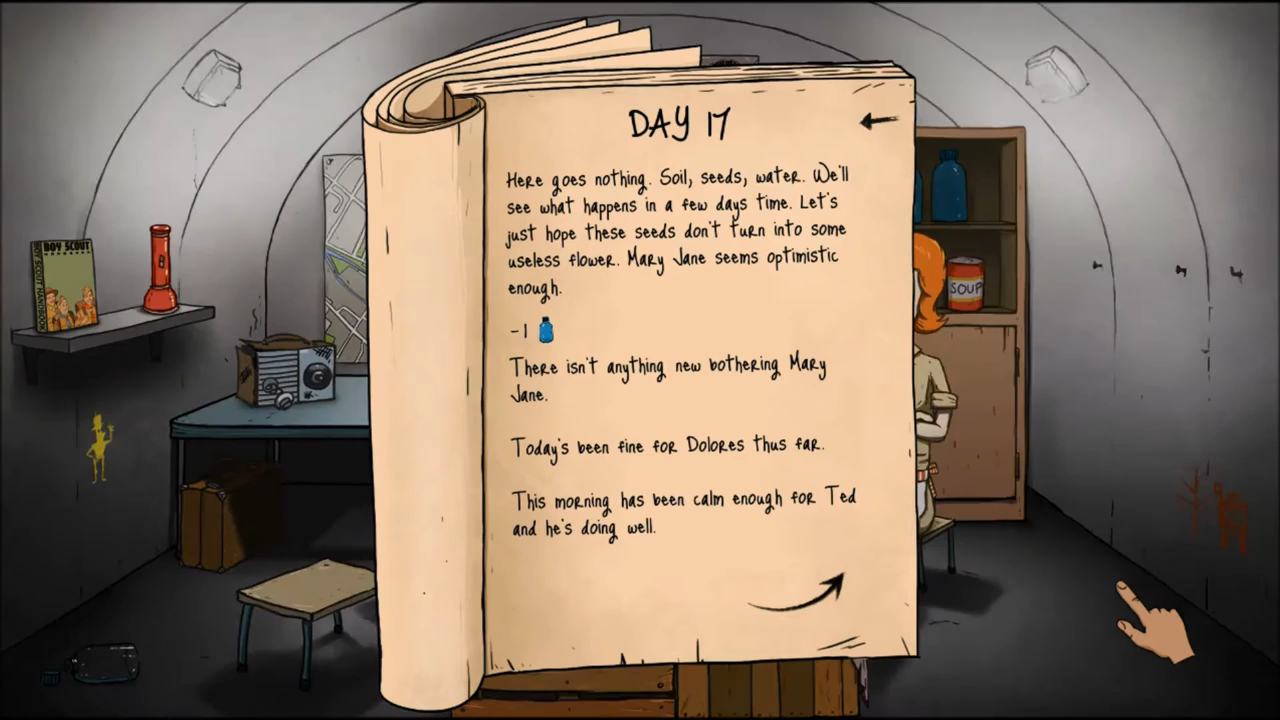 DAY 17
Here goes nothing. Soil, seeds, water. We'll
see what happens in a few days time. Let's
just hope these seeds don't turn into some
useless flower. Mary Jane seems optimistic
enough.
-1
There isn't anything new bothering Mary
Jane.
Today's been fine for Dolores thus far.
This morning has been calm enough for Ted
and he's doing well.
BOY SCOUT
BOY SCOUT HANDBOOK
SOUP